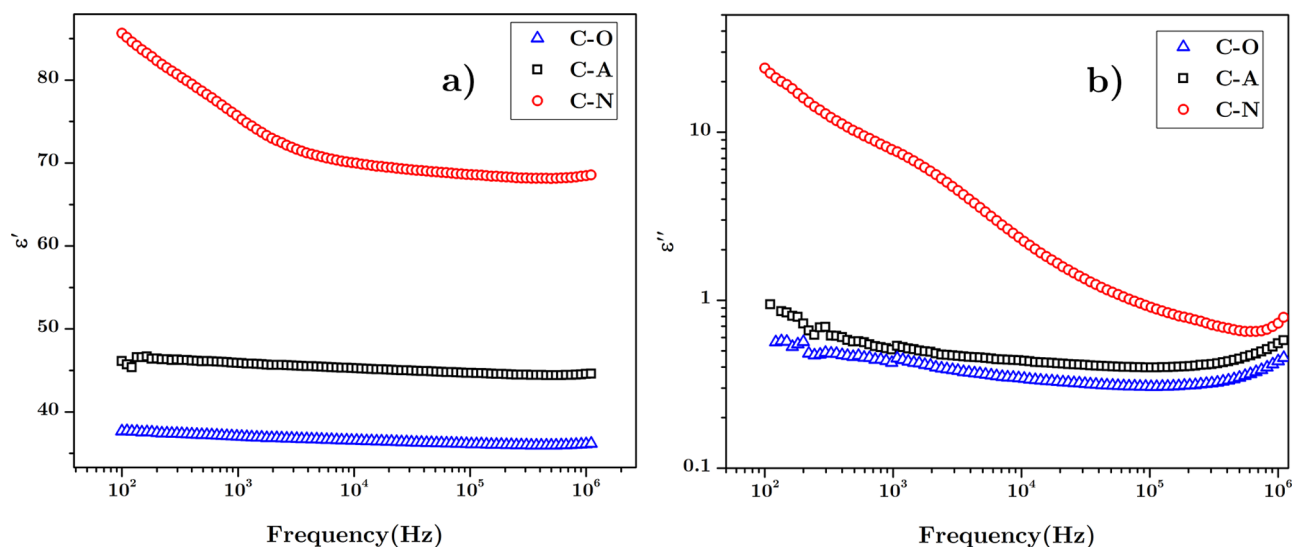 a)
C-O
C-A
C-N
80
70
60
50
40
ε′
10² 10³ 10⁴ 10⁵ 10⁶
Frequency(Hz)
b)
C-O
C-A
C-N
10
1
0.1
ε′′
10² 10³ 10⁴ 10⁵ 10⁶
Frequency(Hz)